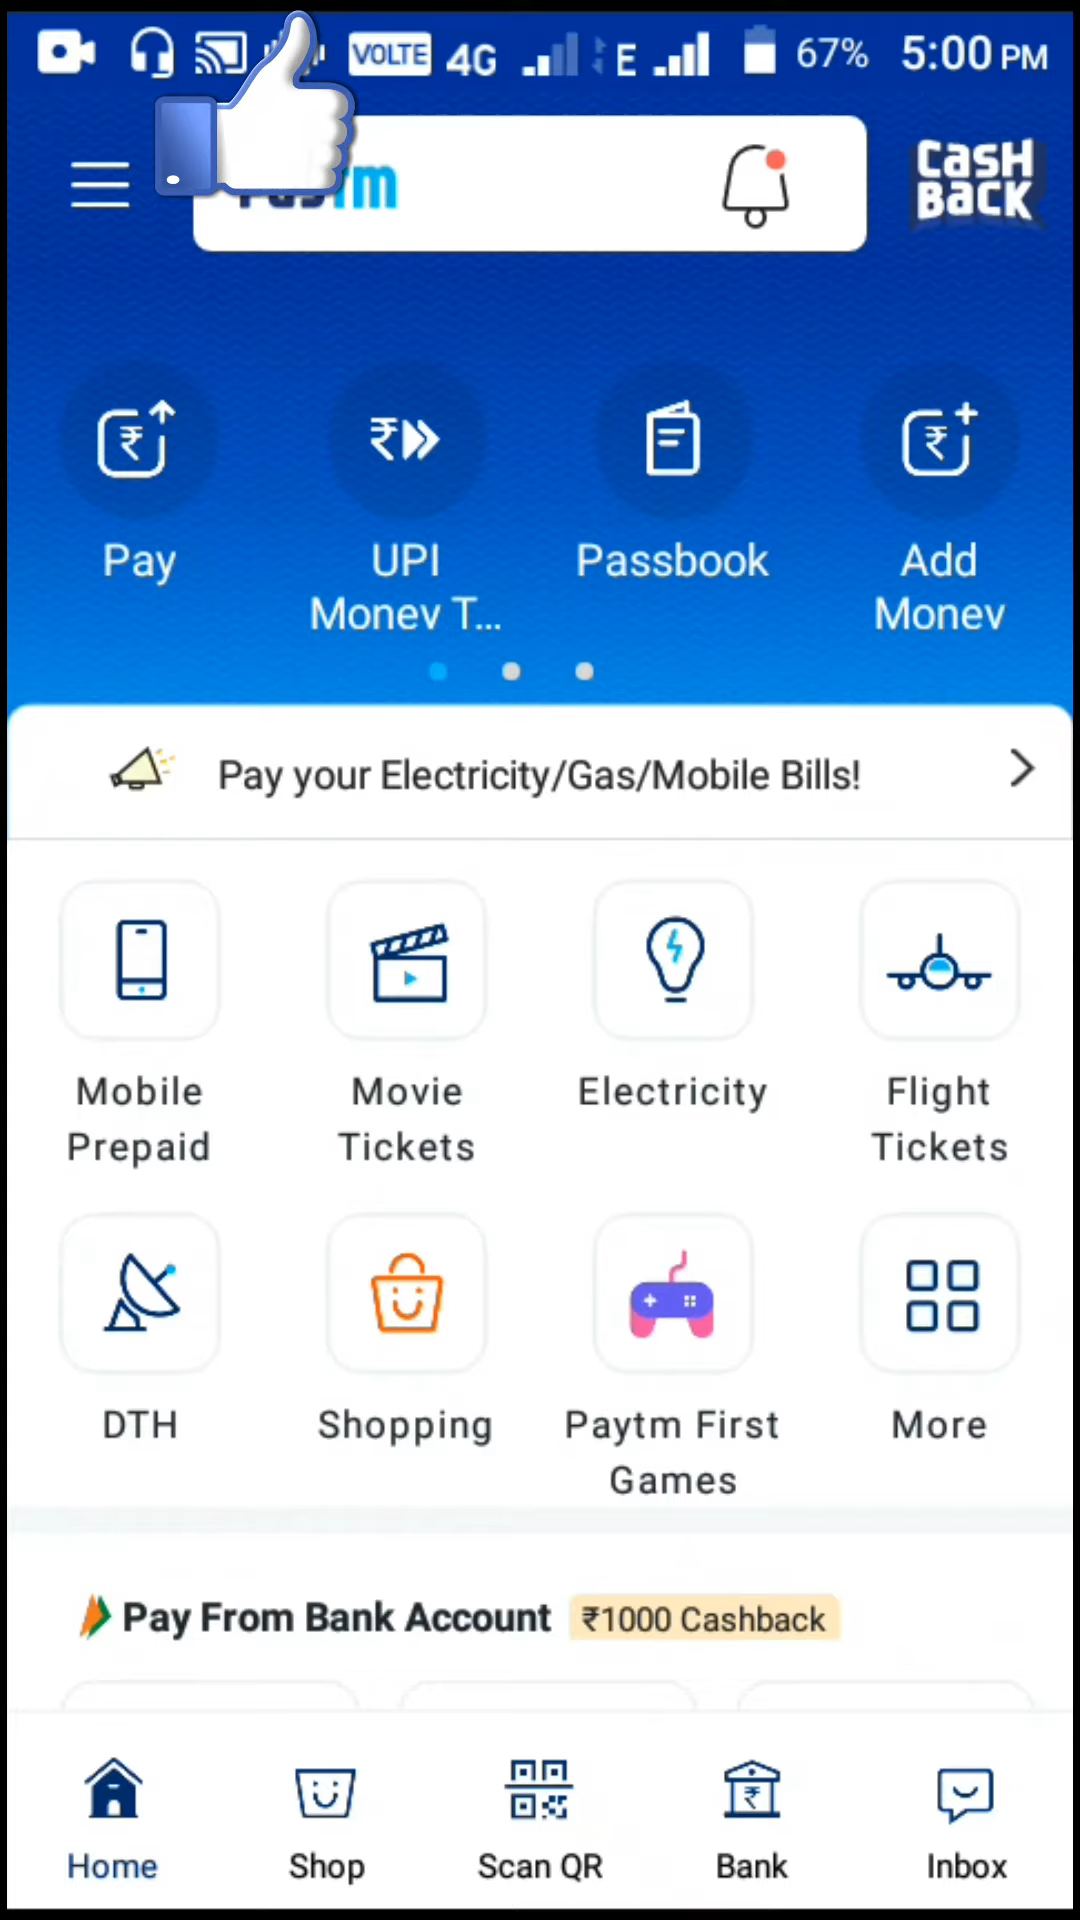 VOLTE 4G E 67% 5:00 PM
CASH
BACK
Pay UPI Passbook Add
Money T... Money
Pay your Electricity/Gas/Mobile Bills!
Mobile Movie Electricity Flight
Prepaid Tickets Tickets
DTH Shopping Paytm First More
Games
Pay From Bank Account ₹1000 Cashback
Home Shop Scan QR Bank Inbox